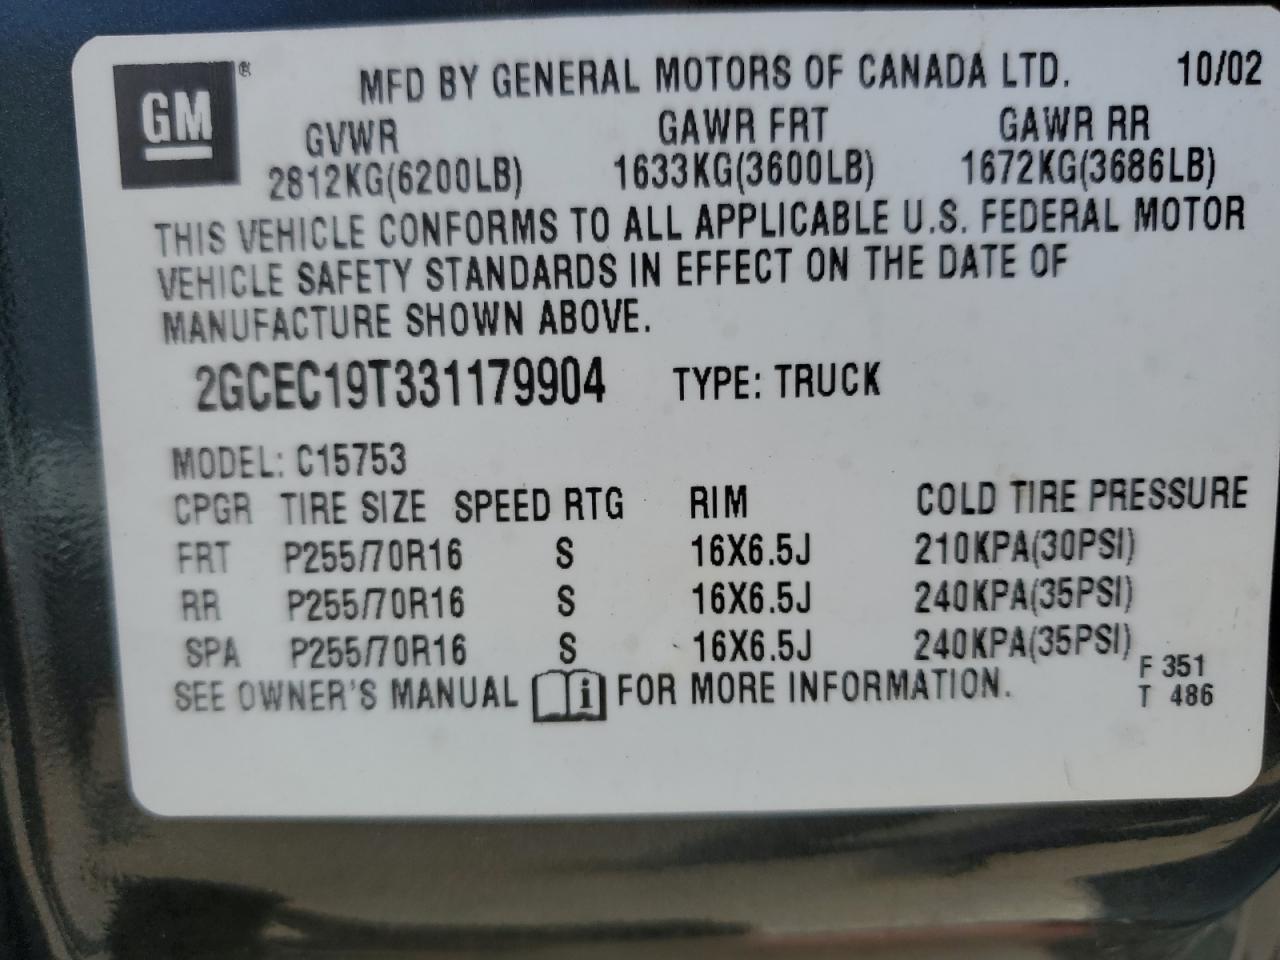 GM® MFD BY GENERAL MOTORS OF CANADA LTD. 10/02
GVWR GAWR FRT GAWR RR
2812KG(6200LB) 1633KG(3600LB) 1672KG(3686LB)
THIS VEHICLE CONFORMS TO ALL APPLICABLE U.S. FEDERAL MOTOR
VEHICLE SAFETY STANDARDS IN EFFECT ON THE DATE OF
MANUFACTURE SHOWN ABOVE.
2GCEC19T331179904 TYPE: TRUCK
MODEL: C15753
CPGR TIRE SIZE SPEED RTG RIM COLD TIRE PRESSURE
FRT P255/70R16 S 16X6.5J 210KPA(30PSI)
RR P255/70R16 S 16X6.5J 240KPA(35PSI)
SPA P255/70R16 S 16X6.5J 240KPA(35PSI)
F 351
SEE OWNER'S MANUAL i FOR MORE INFORMATION.
T 486